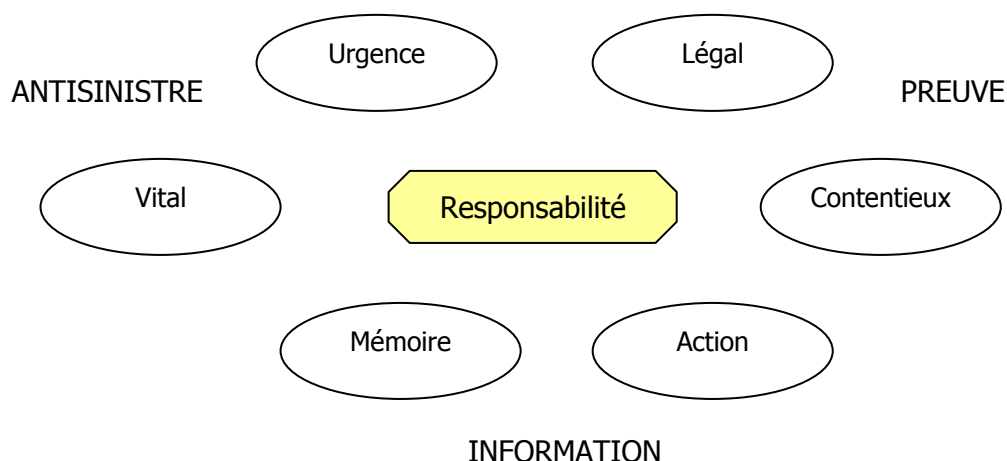 Urgence
Légal
ANTISINISTRE
PREUVE
Vital
Responsabilité
Contentieux
Mémoire
Action
INFORMATION